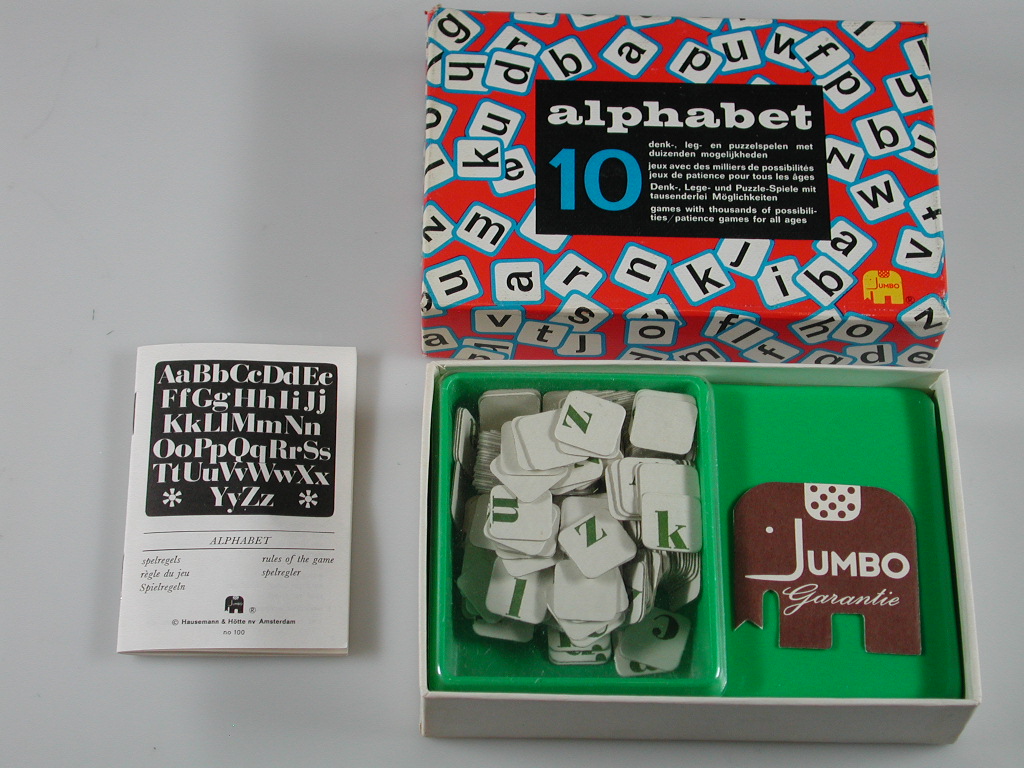 alphabet
10
denk-, leg- en puzzelspelen met
duizenden mogelijkheden
jeux avec des milliers de possibilités
jeux de patience pour tous les âges
Denk-, Lege- und Puzzle-Spiele mit
tausenderlei Möglichkeiten
games with thousands of possibili-
ties/patience games for all ages
JUMBO
®
AaBbCcDdEe
FfGgHhIiJj
KkLlMmNn
OoPpQqRrSs
TtUuVvWwXx
* YyZz *
ALPHABET
spelregels
règle du jeu
Spielregeln
rules of the game
spelregler
®
© Hausemann & Hötte nv Amsterdam
no 100
z
u
z
k
l
c
JUMBO
Garantie